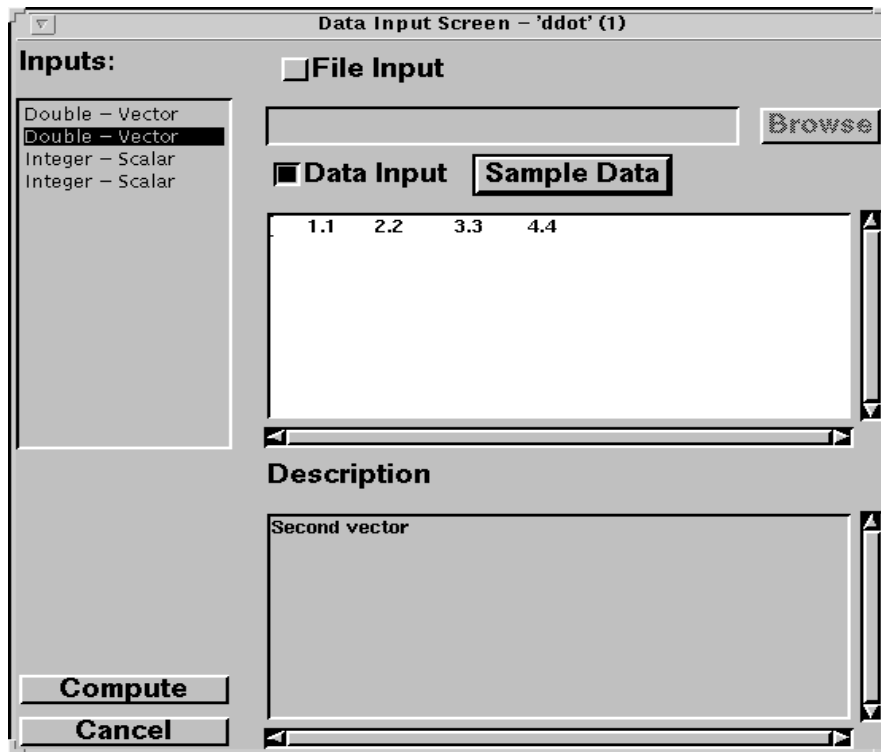 Data Input Screen – 'ddot' (1)
Inputs:
Double – Vector
Double – Vector
Integer – Scalar
Integer – Scalar
File Input
Browse
Data Input
Sample Data
1.1 2.2 3.3 4.4
Description
Second vector
Compute
Cancel